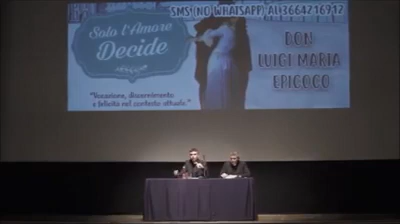 SMS (NO WHATSAPP) AL 3664216912
Solo l'Amore
Decide
DON
LUIGI MARIA
EPICOCO
"Vocazione, discernimento
e felicità nel contesto attuale."